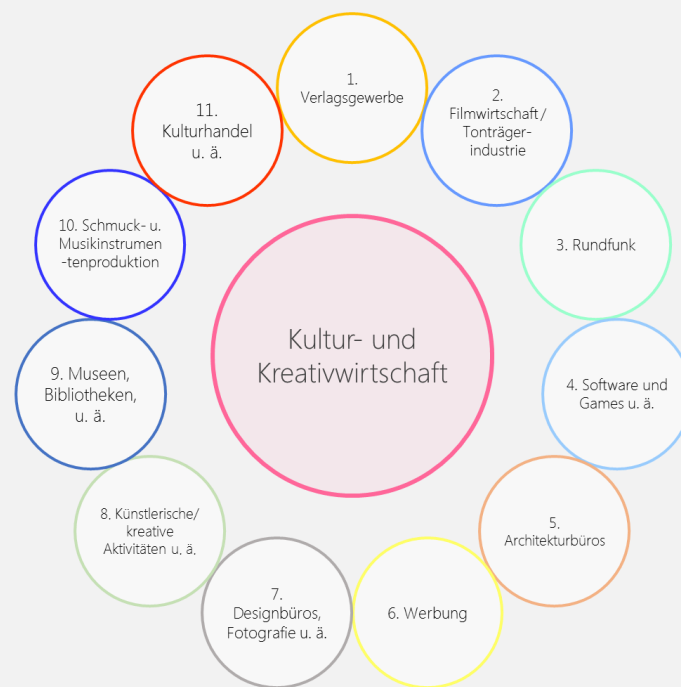 1.
Verlagsgewerbe
2.
Filmwirtschaft/
Tonträger-
industrie
3. Rundfunk
4. Software und
Games u. ä.
5.
Architekturbüros
6. Werbung
7.
Designbüros,
Fotografie u. ä.
8. Künstlerische/
kreative
Aktivitäten u. ä.
9. Museen,
Bibliotheken,
u. ä.
10. Schmuck- u.
Musikinstrumen
-tenproduktion
11.
Kulturhandel
u. ä.
Kultur- und
Kreativwirtschaft